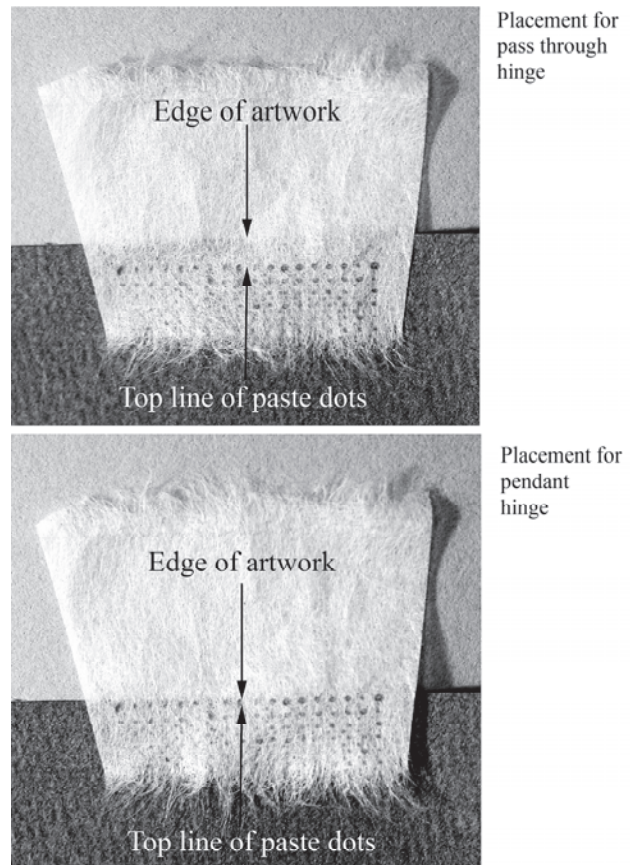 Placement for
pass through
hinge
Edge of artwork
Top line of paste dots
Placement for
pendant
hinge
Edge of artwork
Top line of paste dots